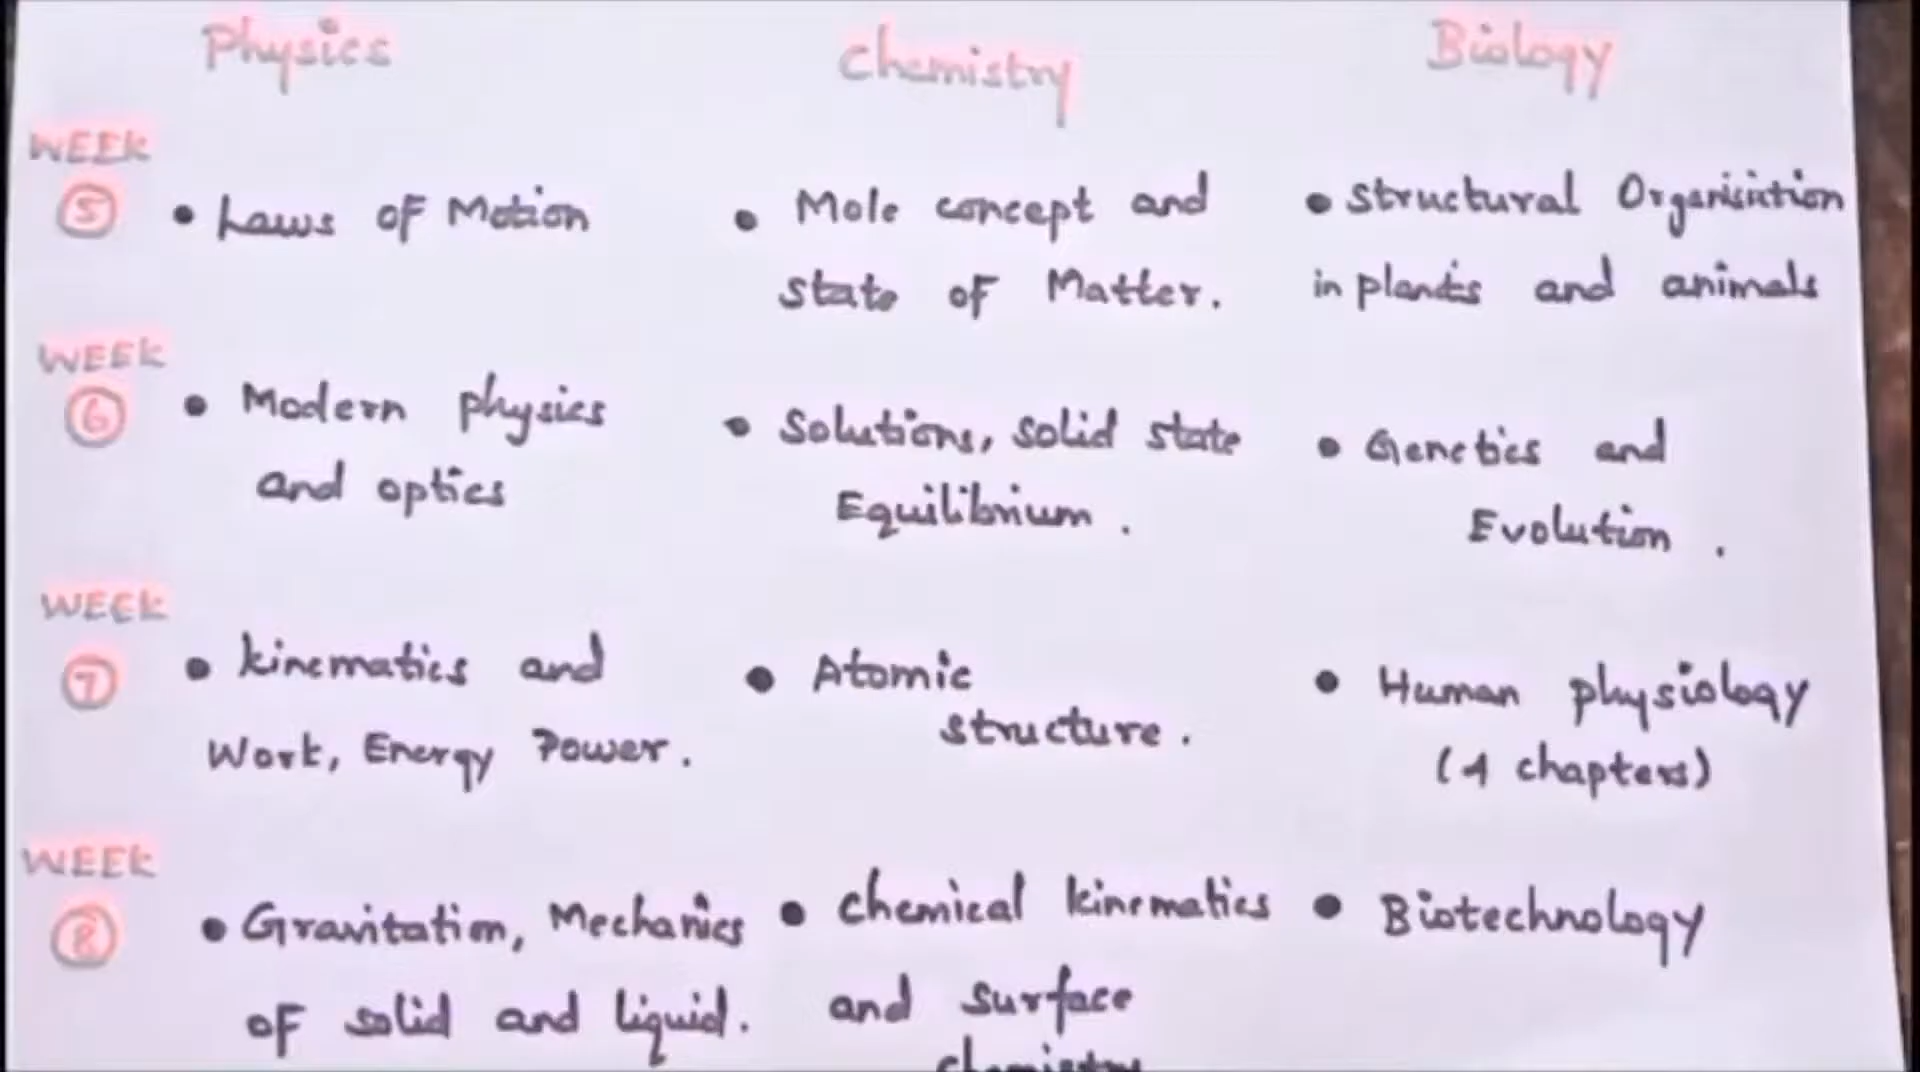 Physics Chemistry Biology
WEEK
5 • Laws of Motion • Mole concept and • Structural Organisation
state of Matter. in plants and animals
WEEK
6 • Modern physics • Solutions, solid state • Genetics and
and optics Equilibrium. Evolution.
WEEK
7 • kinematics and • Atomic • Human physiology
Work, Energy Power. structure. (4 chapters)
WEEK
8 • Gravitation, Mechanics • chemical kinematics • Biotechnology
of solid and liquid. and surface
chemistry